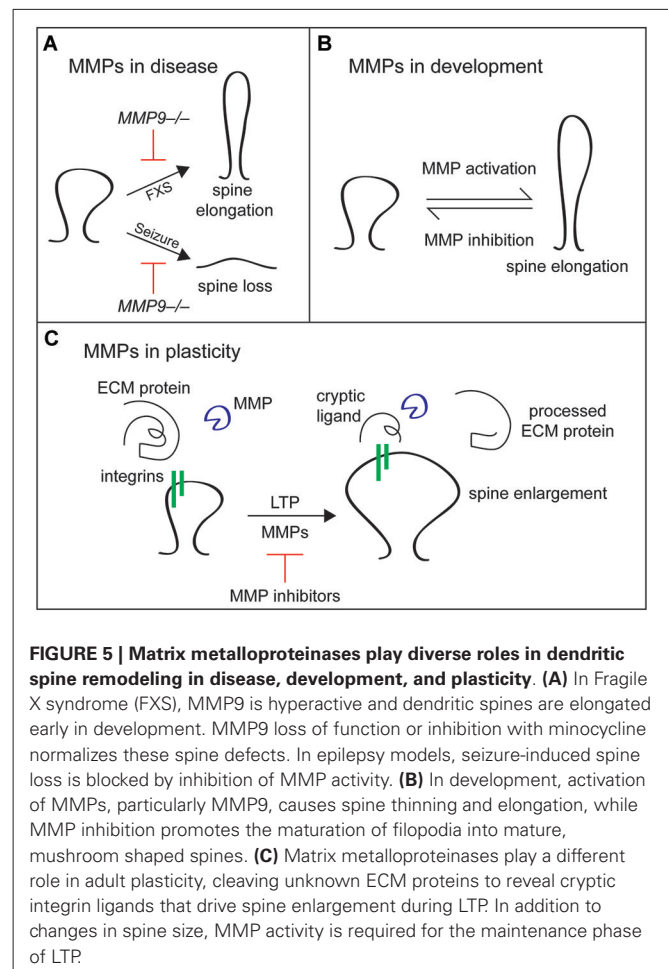 A
MMPs in disease
MMP9–/–
FXS
spine
elongation
Seizure
spine loss
MMP9–/–
B
MMPs in development
MMP activation
MMP inhibition
spine elongation
C
MMPs in plasticity
ECM protein
MMP
integrins
LTP
MMPs
MMP inhibitors
cryptic
ligand
processed
ECM protein
spine enlargement
FIGURE 5 | Matrix metalloproteinases play diverse roles in dendritic
spine remodeling in disease, development, and plasticity. (A) In Fragile
X syndrome (FXS), MMP9 is hyperactive and dendritic spines are elongated
early in development. MMP9 loss of function or inhibition with minocycline
normalizes these spine defects. In epilepsy models, seizure-induced spine
loss is blocked by inhibition of MMP activity. (B) In development, activation
of MMPs, particularly MMP9, causes spine thinning and elongation, while
MMP inhibition promotes the maturation of filopodia into mature,
mushroom shaped spines. (C) Matrix metalloproteinases play a different
role in adult plasticity, cleaving unknown ECM proteins to reveal cryptic
integrin ligands that drive spine enlargement during LTP. In addition to
changes in spine size, MMP activity is required for the maintenance phase
of LTP.